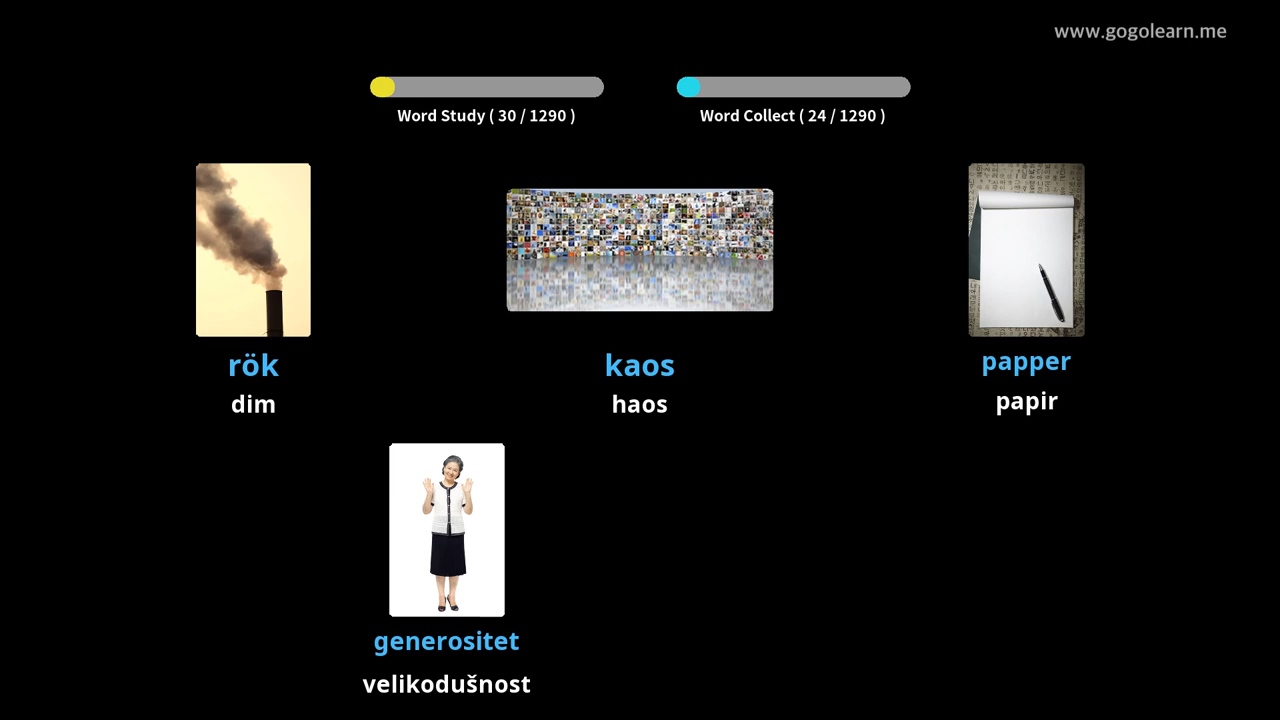 www.gogolearn.me
Word Study ( 30 / 1290 )
Word Collect ( 24 / 1290 )
rök
kaos
papper
dim
haos
papir
generositet
velikodušnost